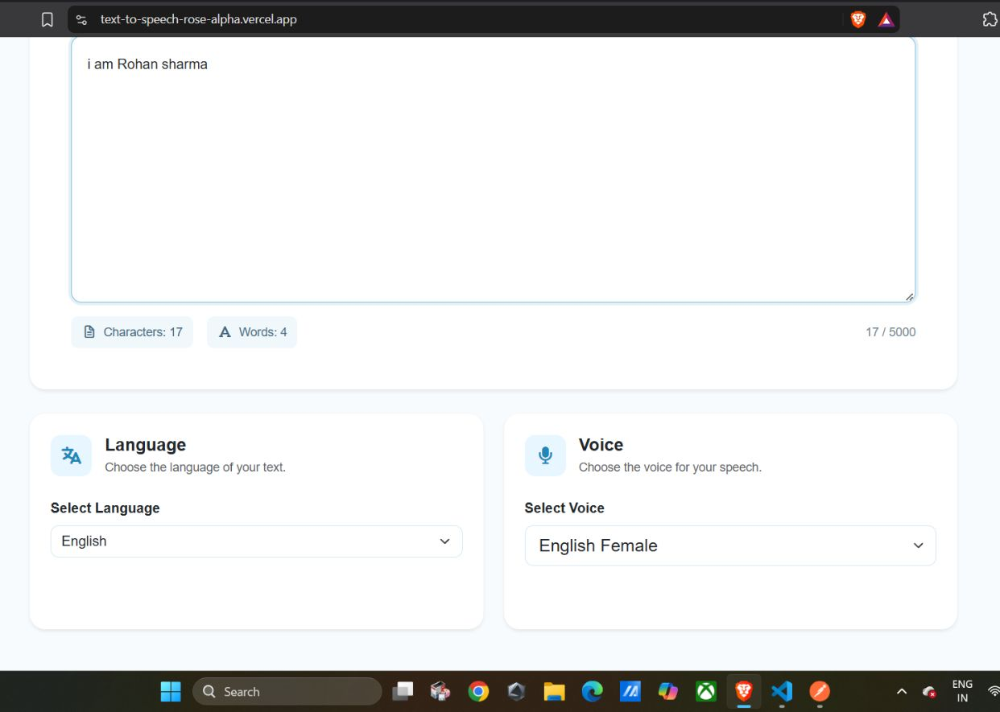 text-to-speech-rose-alpha.vercel.app
i am Rohan sharma
Characters: 17
Words: 4
17 / 5000
Language
Choose the language of your text.
Select Language
English
Voice
Choose the voice for your speech.
Select Voice
English Female
Search
ENG
IN